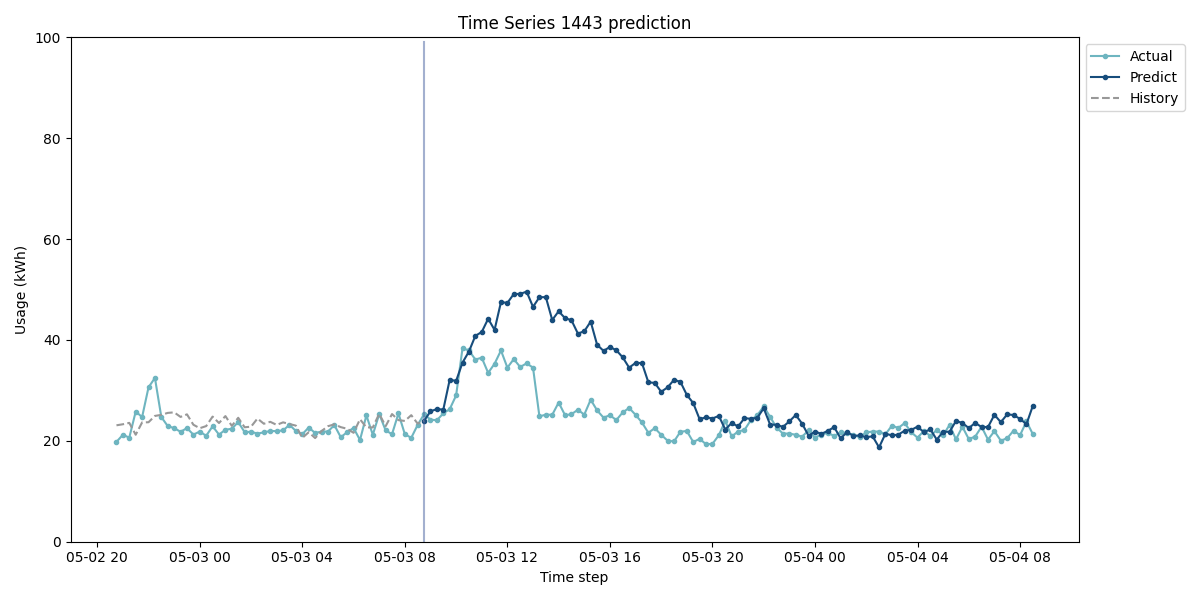 Time Series 1443 prediction
100
80
60
40
20
0
Usage (kWh)
05-02 20
05-03 00
05-03 04
05-03 08
05-03 12
05-03 16
05-03 20
05-04 00
05-04 04
05-04 08
Time step
Actual
Predict
History